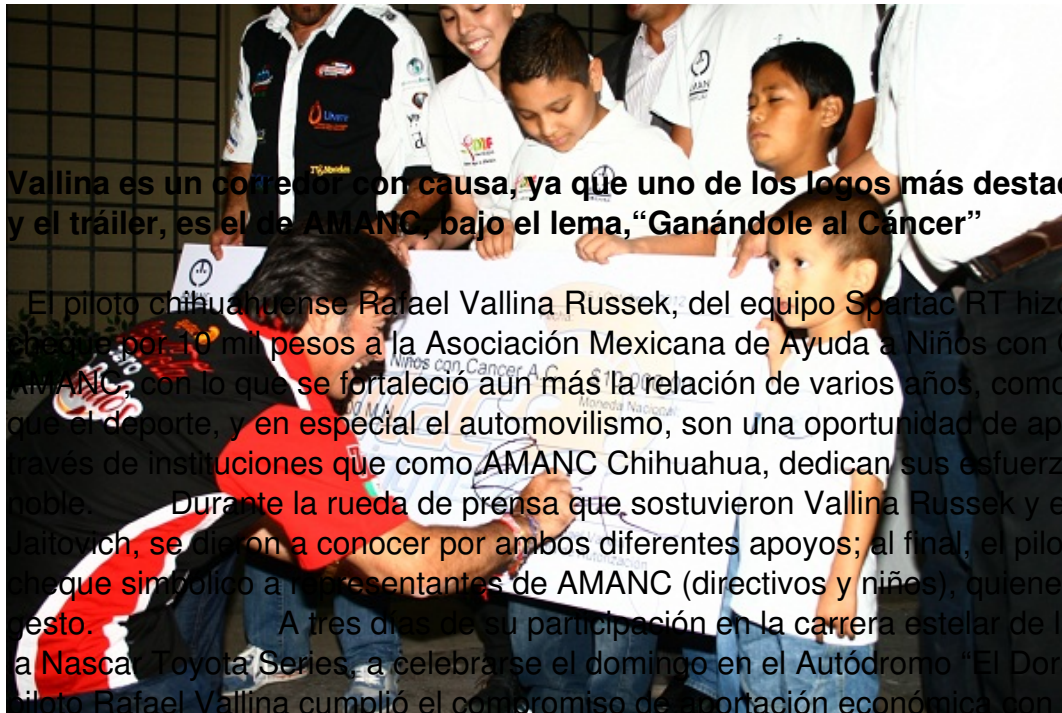 Vallina es un corredor con causa, ya que uno de los logos más destac
y el tráiler, es el de AMANC, bajo el lema, “Ganándole al Cáncer”
El piloto chihuahuense Rafael Vallina Russek, del equipo Spartac RT hizo
cheque por 10 mil pesos a la Asociación Mexicana de Ayuda a Niños con C
AMANC, con lo que se fortaleció aun más la relación de varios años, como
que el deporte, y en especial el automovilismo, son una oportunidad de ap
través de instituciones que como AMANC Chihuahua, dedican sus esfuerz
noble. Durante la rueda de prensa que sostuvieron Vallina Russek y e
Jaitovich, se dieron a conocer por ambos diferentes apoyos; al final, el pilo
cheque simbólico a representantes de AMANC (directivos y niños), quiene
gesto. A tres días de su participación en la carrera estelar de l
a Nascar Toyota Series, a celebrarse el domingo en el Autódromo “El Dor
piloto Rafael Vallina cumplió el compromiso de aportación económica con
DIF
Niños con Cancer A.C.
Moneda Nacional